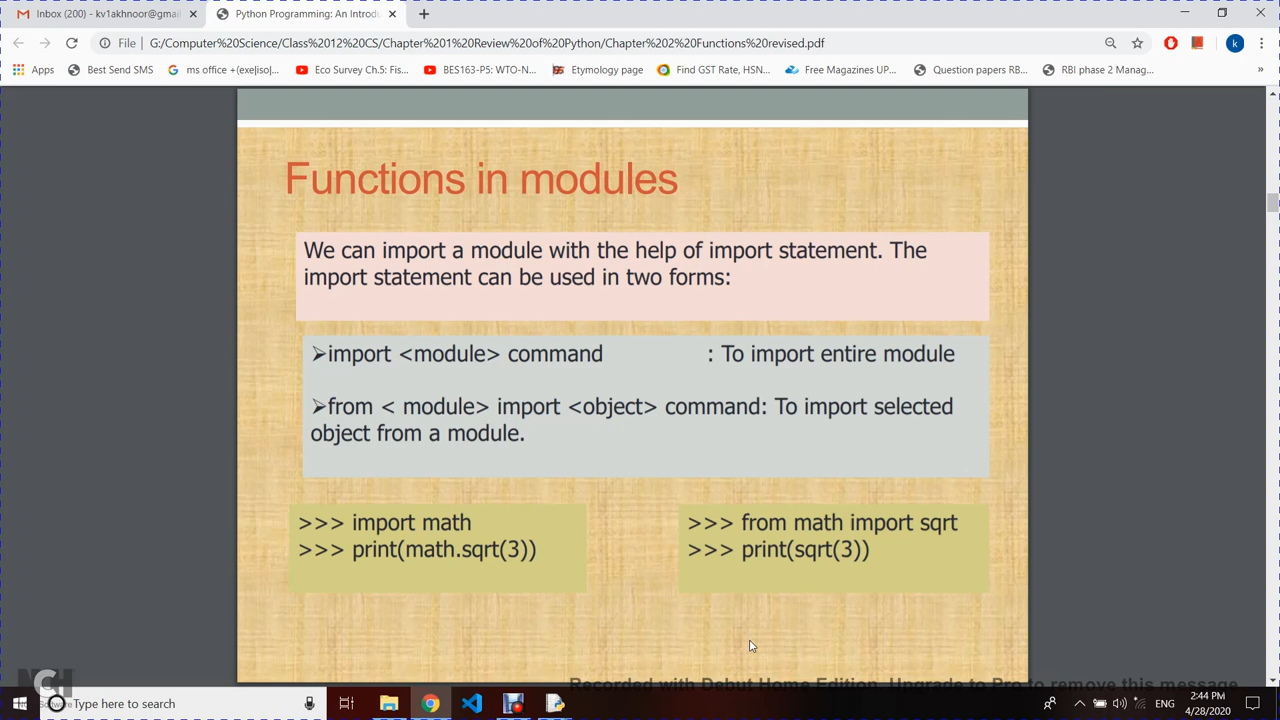 Inbox (200) - kv1akhnoor@gmai
Python Programming: An Introdu
File
G:/Computer%20Science/Class%2012%20CS/Chapter%201%20Review%20of%20Python/Chapter%202%20Functions%20revised.pdf
k
Apps
Best Send SMS
ms office +(exe|iso|...
Eco Survey Ch.5: Fis...
BES163-P5: WTO-N...
Etymology page
Find GST Rate, HSN...
Free Magazines UP...
Question papers RB...
RBI phase 2 Manag...
»
Functions in modules
We can import a module with the help of import statement. The
import statement can be used in two forms:
➢import <module> command : To import entire module
➢from < module> import <object> command: To import selected
object from a module.
>>> import math
>>> print(math.sqrt(3))
>>> from math import sqrt
>>> print(sqrt(3))
NCH
Software
Recorded with Debut Home Edition. Upgrade to Pro to remove this message
Type here to search
ENG
2:44 PM
4/28/2020